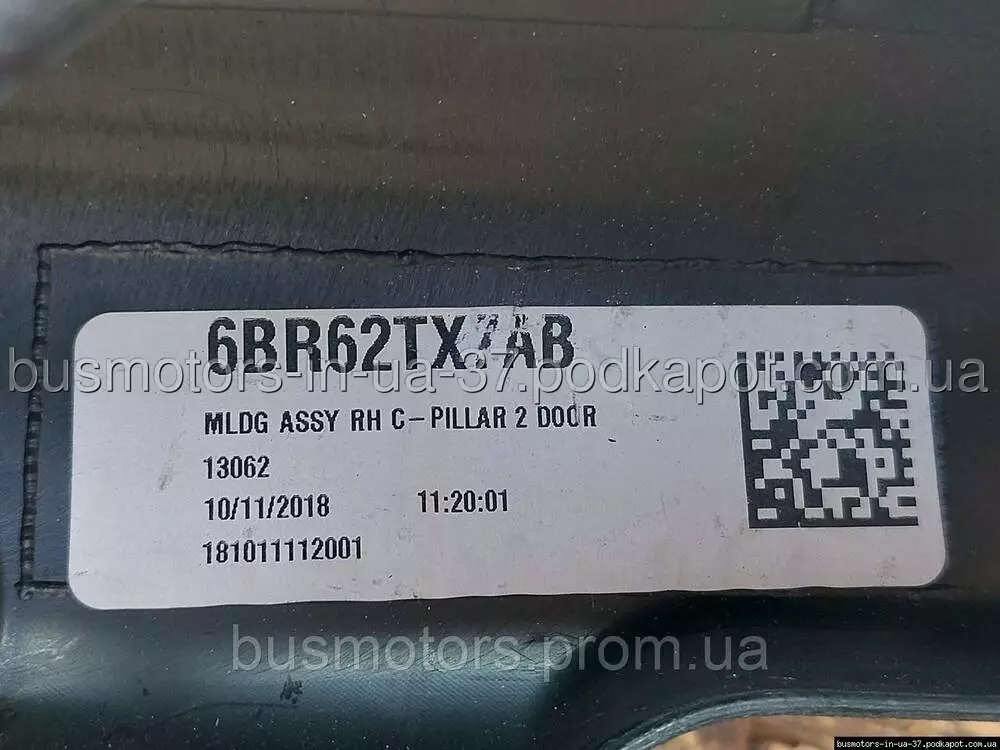 6BR62TX7AB
busmotors-in-ua-37.podkapot.com.ua
MLDG ASSY RH C-PILLAR 2 DOOR
13062
10/11/2018 11:20:01
181011112001
busmotors.prom.ua
busmotors-in-ua-37.podkapot.com.ua